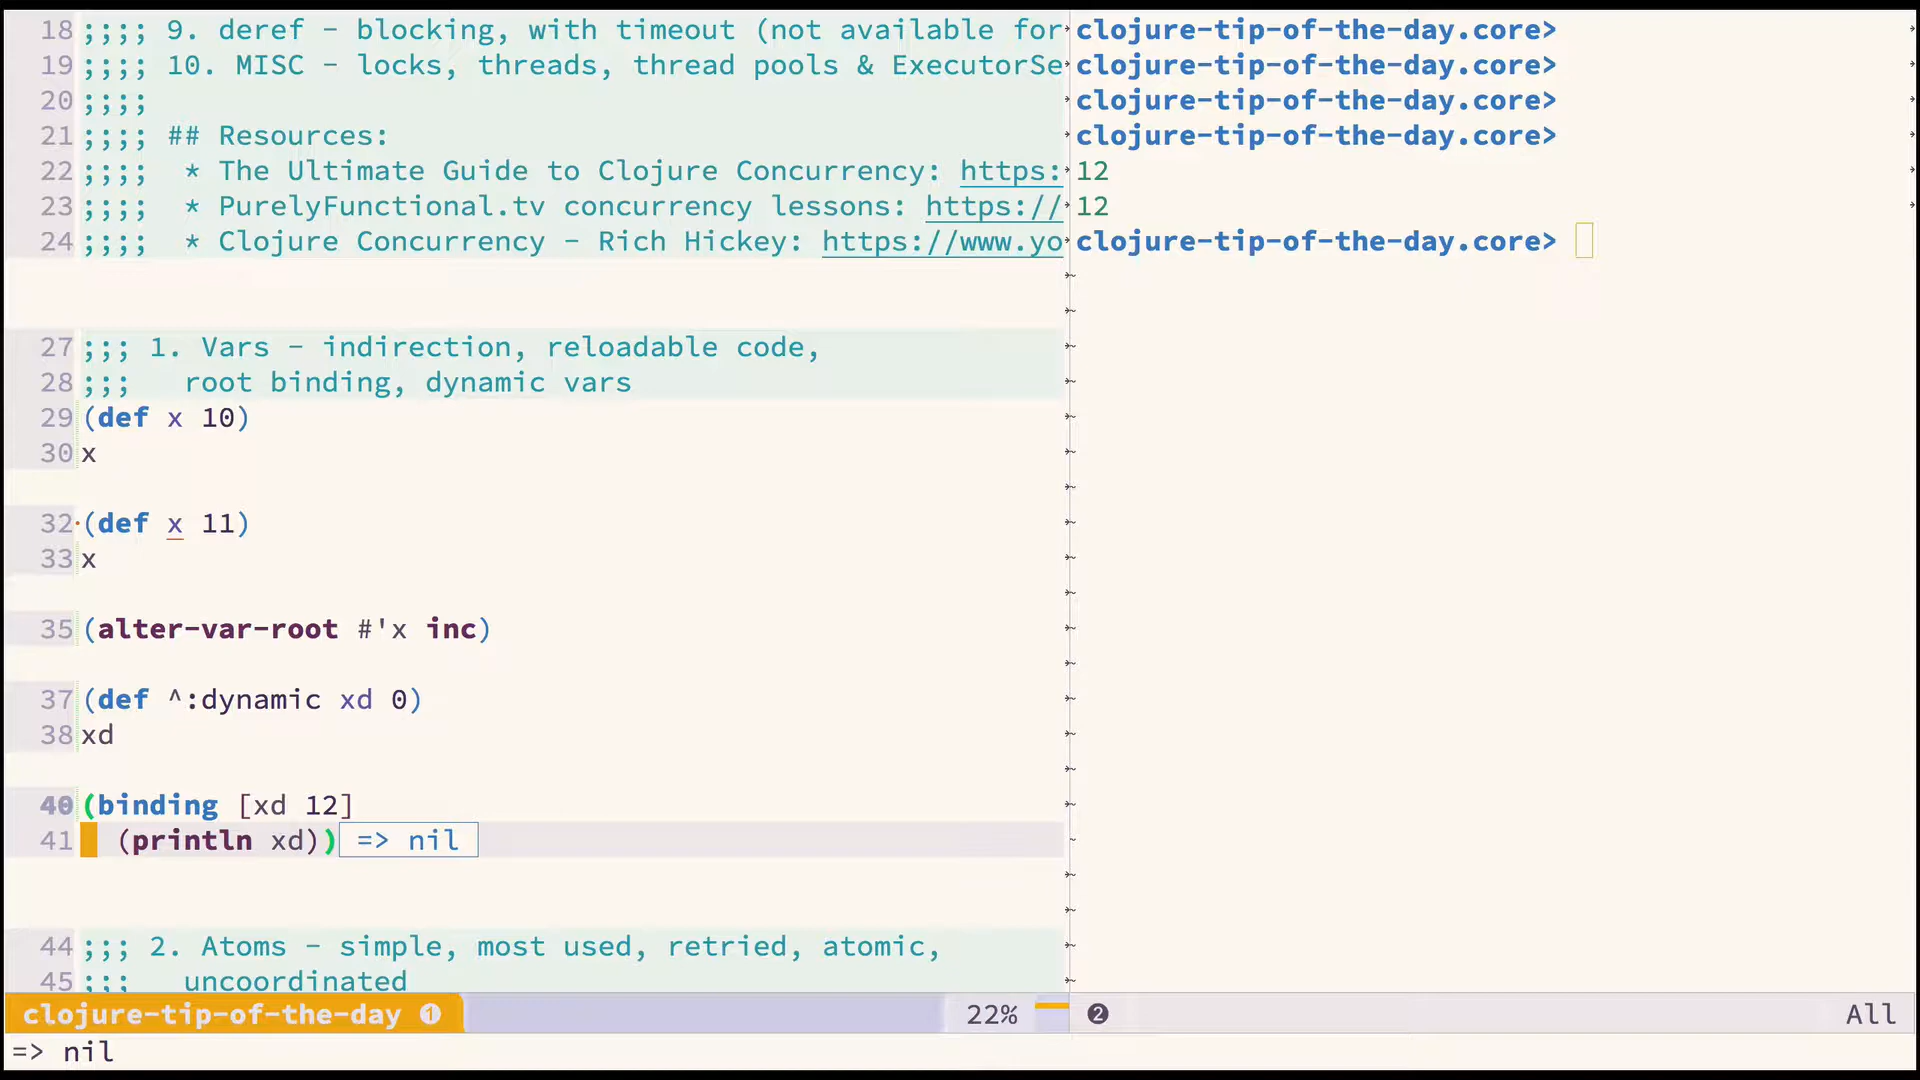 18 ;;;; 9. deref - blocking, with timeout (not available for
19 ;;;; 10. MISC - locks, threads, thread pools & ExecutorSe
20 ;;;;
21 ;;;; ## Resources:
22 ;;;;  * The Ultimate Guide to Clojure Concurrency: https:
23 ;;;;  * PurelyFunctional.tv concurrency lessons: https://
24 ;;;;  * Clojure Concurrency - Rich Hickey: https://www.yo
27 ;;; 1. Vars - indirection, reloadable code,
28 ;;;   root binding, dynamic vars
29 (def x 10)
30 x
32 (def x 11)
33 x
35 (alter-var-root #'x inc)
37 (def ^:dynamic xd 0)
38 xd
40 (binding [xd 12]
41   (println xd)) => nil
44 ;;; 2. Atoms - simple, most used, retried, atomic,
45 ;;;   uncoordinated
clojure-tip-of-the-day 1 22%
=> nil
clojure-tip-of-the-day.core>
clojure-tip-of-the-day.core>
clojure-tip-of-the-day.core>
clojure-tip-of-the-day.core>
12
12
clojure-tip-of-the-day.core>
2 All